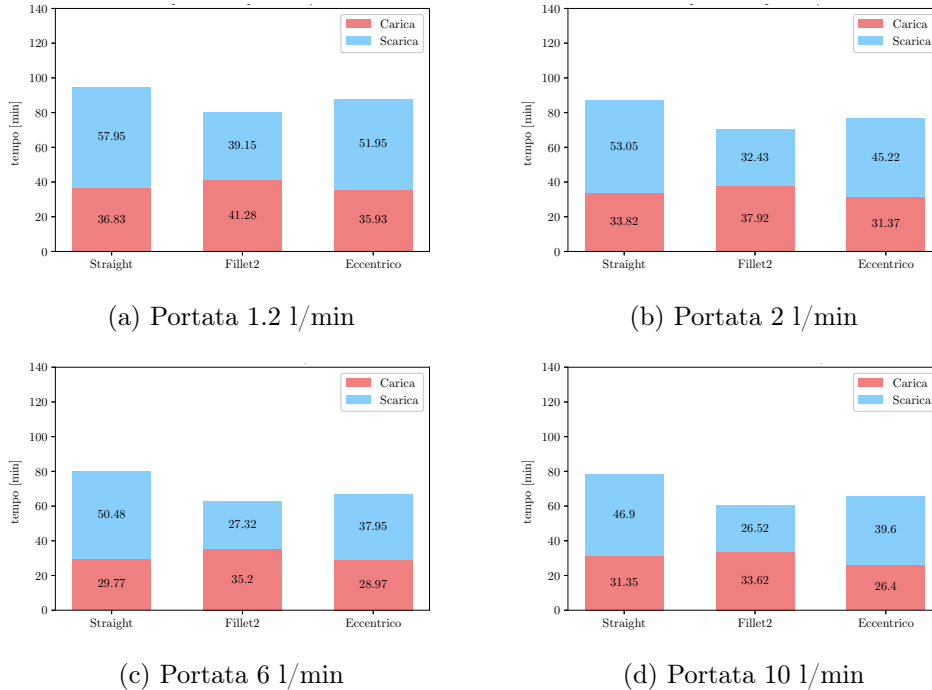 140
120
100
80
60
40
20
0
tempo [min]
Carica
Scarica
57.95
39.15
51.95
36.83
41.28
35.93
Straight
Fillet2
Eccentrico
(a) Portata 1.2 l/min
140
120
100
80
60
40
20
0
tempo [min]
Carica
Scarica
53.05
32.43
45.22
33.82
37.92
31.37
Straight
Fillet2
Eccentrico
(b) Portata 2 l/min
140
120
100
80
60
40
20
0
tempo [min]
Carica
Scarica
50.48
27.32
37.95
29.77
35.2
28.97
Straight
Fillet2
Eccentrico
(c) Portata 6 l/min
140
120
100
80
60
40
20
0
tempo [min]
Carica
Scarica
46.9
26.52
39.6
31.35
33.62
26.4
Straight
Fillet2
Eccentrico
(d) Portata 10 l/min